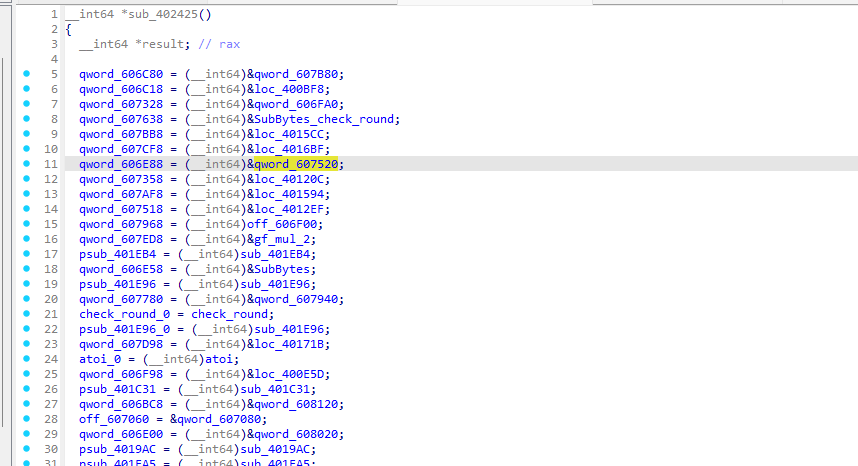 1 __int64 *sub_402425()
2 {
3 __int64 *result; // rax
4
5 qword_606C80 = (__int64)&qword_607B80;
6 qword_606C18 = (__int64)&loc_400BF8;
7 qword_607328 = (__int64)&qword_606FA0;
8 qword_607638 = (__int64)&SubBytes_check_round;
9 qword_607BB8 = (__int64)&loc_4015CC;
10 qword_607CF8 = (__int64)&loc_4016BF;
11 qword_606E88 = (__int64)&qword_607520;
12 qword_607358 = (__int64)&loc_40120C;
13 qword_607AF8 = (__int64)&loc_401594;
14 qword_607518 = (__int64)&loc_4012EF;
15 qword_607968 = (__int64)off_606F00;
16 qword_607ED8 = (__int64)&gf_mul_2;
17 psub_401EB4 = (__int64)sub_401EB4;
18 qword_606E58 = (__int64)&SubBytes;
19 psub_401E96 = (__int64)sub_401E96;
20 qword_607780 = (__int64)&qword_607940;
21 check_round_0 = check_round;
22 psub_401E96_0 = (__int64)sub_401E96;
23 qword_607D98 = (__int64)&loc_40171B;
24 atoi_0 = (__int64)atoi;
25 qword_606F98 = (__int64)&loc_400E5D;
26 psub_401C31 = (__int64)sub_401C31;
27 qword_606BC8 = (__int64)&qword_608120;
28 off_607060 = &qword_607080;
29 qword_606E00 = (__int64)&qword_608020;
30 psub_4019AC = (__int64)sub_4019AC;
31 psub_401EA5 = (__int64)sub_401EA5;